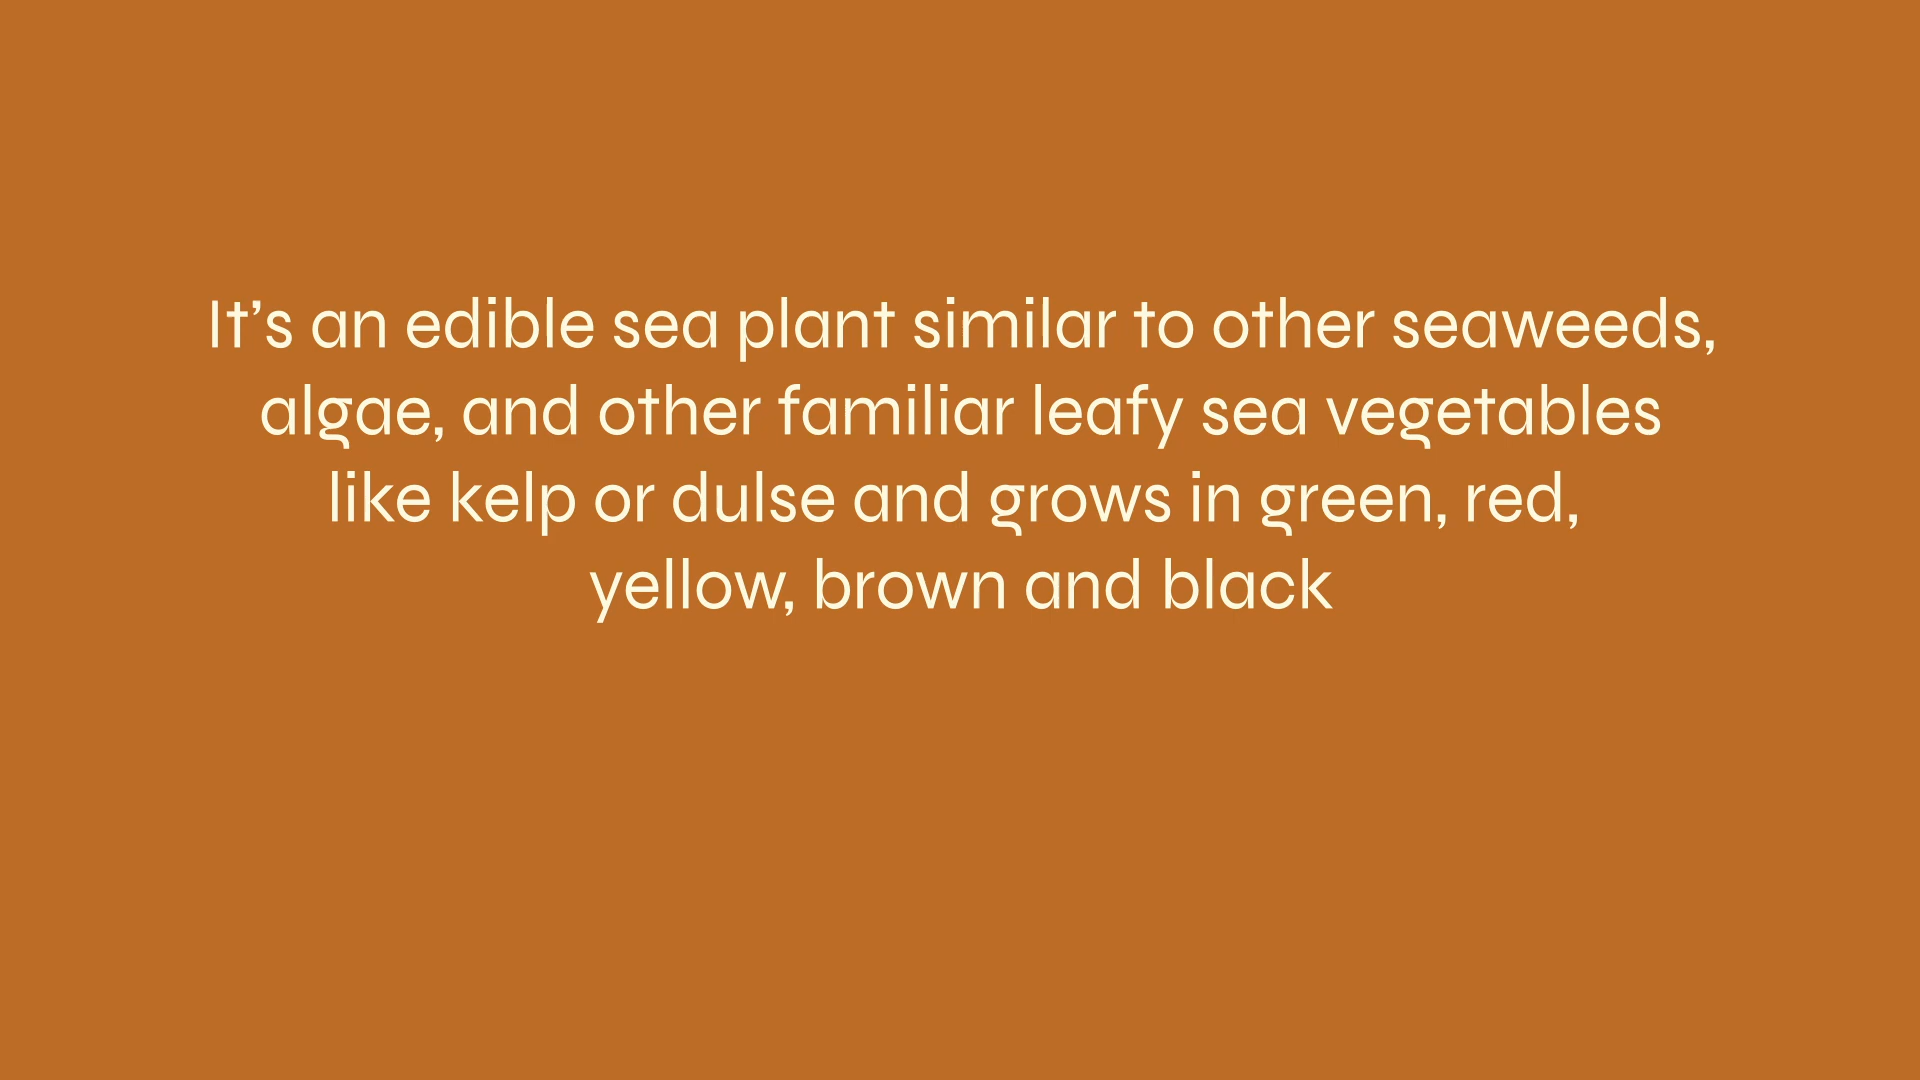 It’s an edible sea plant similar to other seaweeds,
algae, and other familiar leafy sea vegetables
like kelp or dulse and grows in green, red,
yellow, brown and black